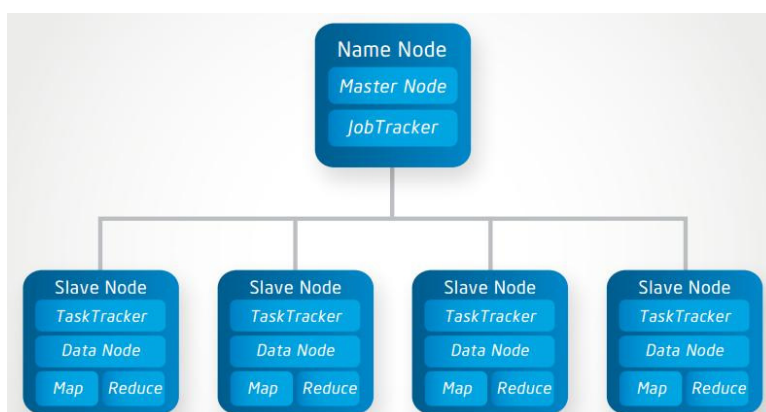 Name Node
Master Node
JobTracker
Slave Node
TaskTracker
Data Node
Map Reduce
Slave Node
TaskTracker
Data Node
Map Reduce
Slave Node
TaskTracker
Data Node
Map Reduce
Slave Node
TaskTracker
Data Node
Map Reduce